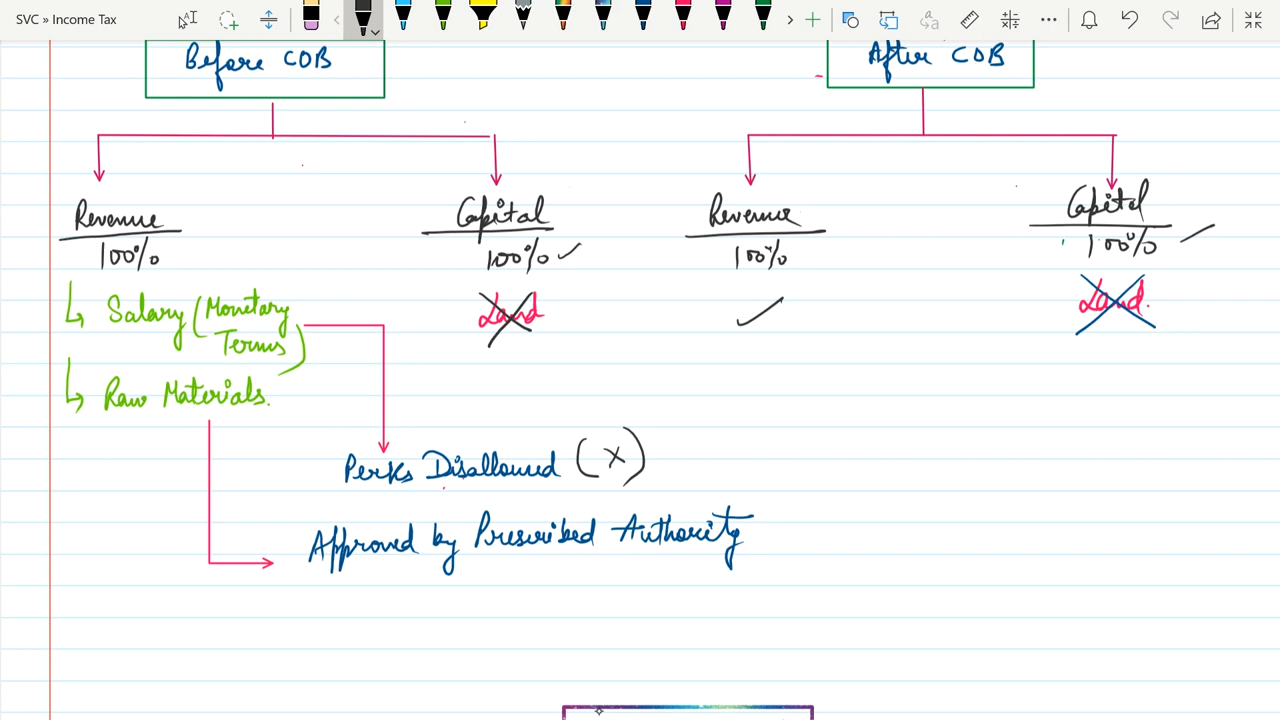 SVC » Income Tax
Before COB
After COB
Revenue
100%
Capital
100% ✓
Revenue
100%
Capital
100% ✓
Salary (Monetary
Terms)
Land
✓
Land.
Raw Materials.
Perks Disallowed (X)
Approved by Prescribed Authority